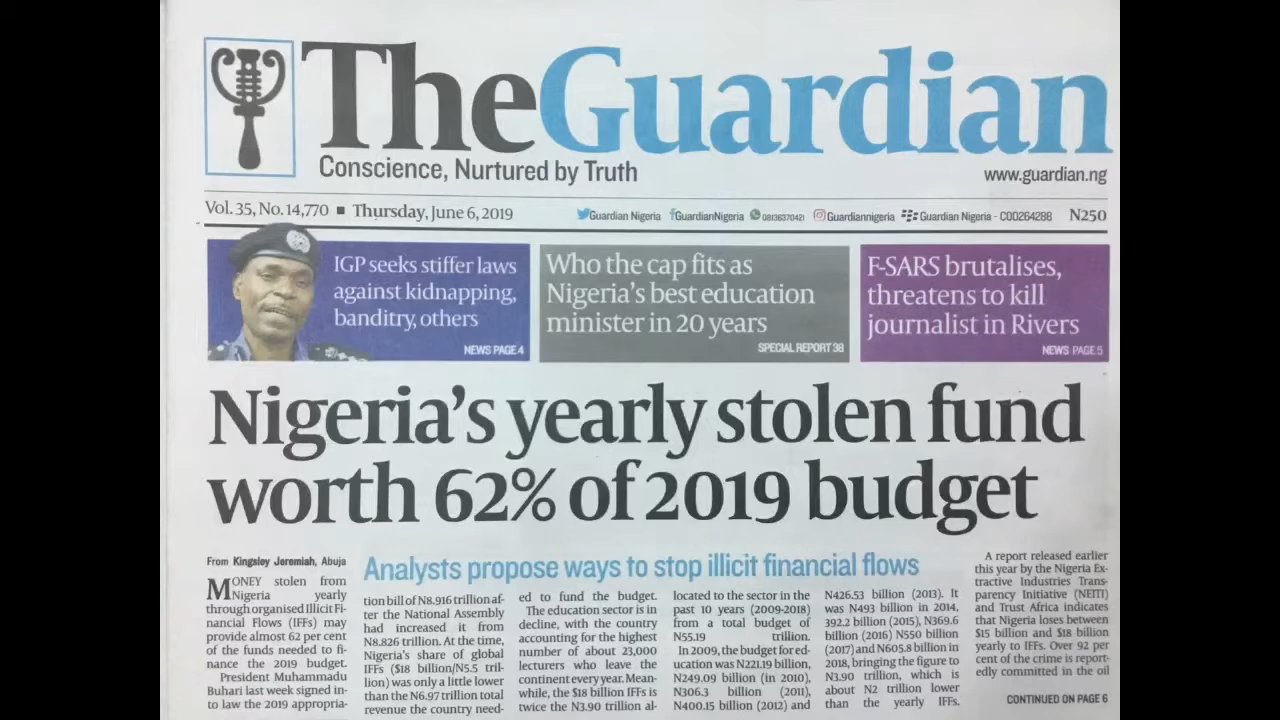 The Guardian
Conscience, Nurtured by Truth
www.guardian.ng
Vol. 35, No. 14,770 ■ Thursday, June 6, 2019
Guardian Nigeria GuardianNigeria 08136370421 Guardiannigeria Guardian Nigeria - C00264288 N250
IGP seeks stiffer laws
against kidnapping,
banditry, others
NEWS PAGE 4
Who the cap fits as
Nigeria's best education
minister in 20 years
SPECIAL REPORT 38
F-SARS brutalises,
threatens to kill
journalist in Rivers
NEWS PAGE 5
Nigeria's yearly stolen fund
worth 62% of 2019 budget
From Kingsley Jeremiah, Abuja
MONEY stolen from
Nigeria yearly
through organised Illicit Fi-
nancial Flows (IFFs) may
provide almost 62 per cent
of the funds needed to fi-
nance the 2019 budget.
President Muhammadu
Buhari last week signed in-
to law the 2019 appropria-
Analysts propose ways to stop illicit financial flows
tion bill of N8.916 trillion af-
ter the National Assembly
had increased it from
N8.826 trillion. At the time,
Nigeria's share of global
IFFs ($18 billion/N5.5 tril-
lion) was only a little lower
than the N6.97 trillion total
revenue the country need-
ed to fund the budget.
The education sector is in
decline, with the country
accounting for the highest
number of about 23,000
lecturers who leave the
continent every year. Mean-
while, the $18 billion IFFs is
twice the N3.90 trillion al-
located to the sector in the
past 10 years (2009-2018)
from a total budget of
N55.19 trillion.
In 2009, the budget for ed-
ucation was N221.19 billion,
N249.09 billion (in 2010),
N306.3 billion (2011),
N400.15 billion (2012) and
N426.53 billion (2013). It
was N493 billion in 2014,
392.2 billion (2015), N369.6
billion (2016) N550 billion
(2017) and N605.8 billion in
2018, bringing the figure to
N3.90 trillion, which is
about N2 trillion lower
than the yearly IFFs.
A report released earlier
this year by the Nigeria Ex-
tractive Industries Trans-
parency Initiative (NEITI)
and Trust Africa indicates
that Nigeria loses between
$15 billion and $18 billion
yearly to IFFs. Over 92 per
cent of the crime is report-
edly committed in the oil
CONTINUED ON PAGE 6